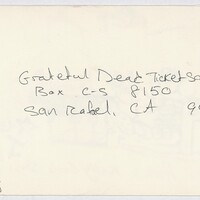 Grateful Dead Ticket Sa
Box C-S 8150
San Rafael, CA 9